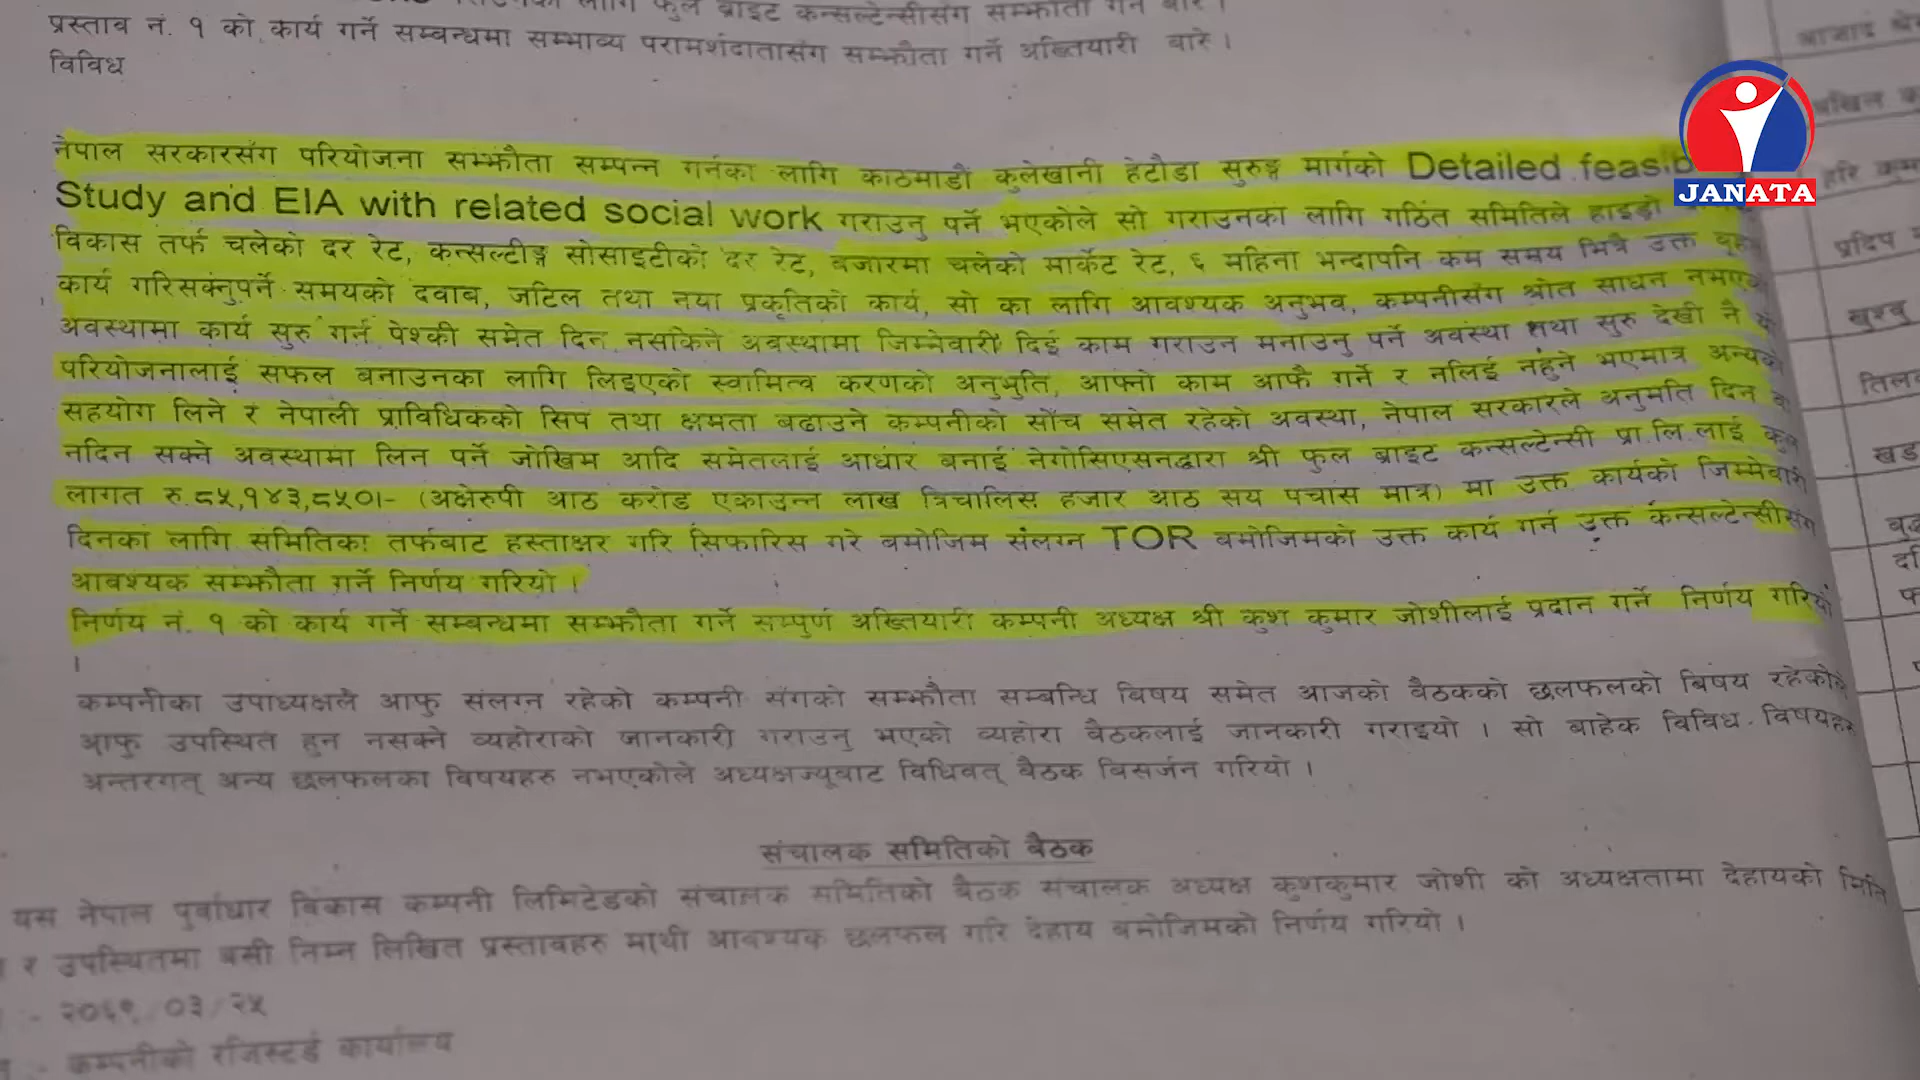 लागि फुल ब्राइट कन्सल्टेन्सीसंग सम्झौता गर्ने बारे ।
प्रस्ताव नं. १ को कार्य गर्ने सम्बन्धमा सम्भाव्य परामर्शदातासंग सम्झौता गर्ने अख्तियारी बारे ।
विविध
JANATA
नेपाल सरकारसंग परियोजना सम्झौता सम्पन्न गर्नका लागि काठमाडौं कुलेखानी हेटौडा सुरुङ्ग मार्गको Detailed
Study and EIA with related social work गराउनु पर्ने भएकोले सो गराउनका लागि गठित समितिले हाइड्रो
विकास तर्फ चलेको दर रेट, कन्सल्टीङ्ग सोसाइटीको दर रेट, बजारमा चलेको मार्केट रेट, ६ महिना भन्दापनि कम समय भित्रै उक्त
कार्य गरिसक्नुपर्ने समयको दवाब, जटिल तथा नया प्रकृतिको कार्य, सो का लागि आवश्यक अनुभव, कम्पनीसंग श्रोत साधन
अवस्थामा कार्य सुरु गर्न पेश्की समेत दिन नसकिने अवस्थामा जिम्मेवारी दिई काम गराउन मनाउनु पर्ने अवस्था तथा सुरु देखी नै
परियोजनालाई सफल बनाउनका लागि लिइएको स्वामित्व करणको अनुभुति, आफ्नो काम आफै गर्ने र नलिई नहुने भएमात्र
सहयोग लिने र नेपाली प्राविधिकको सिप तथा क्षमता बढाउने कम्पनीको सोंच समेत रहेको अवस्था, नेपाल सरकारले अनुमति दिन
नदिन सक्ने अवस्थामा लिन पर्ने जोखिम आदि समेतलाई आधार बनाई नेगोसिएसनद्वारा श्री फुल ब्राइट कन्सल्टेन्सी प्रा.लि.लाई कुल
लागत रु.८५,१४३,८५०।- (अक्षेरुपी आठ करोड एकाउन्न लाख त्रिचालिस हजार आठ सय पचास मात्र) मा उक्त कार्यको जिम्मेवारी
दिनका लागि समितिका तर्फबाट हस्ताक्षर गरि सिफारिस गरे बमोजिम संलग्न TOR बमोजिमको उक्त कार्य गर्न उक्त कन्सल्टेन्सीसंग
आवश्यक सम्झौता गर्ने निर्णय गरियो ।
निर्णय नं. १ को कार्य गर्ने सम्बन्धमा सम्झौता गर्ने सम्पुर्ण अख्तियारी कम्पनी अध्यक्ष श्री कुश कुमार जोशीलाई प्रदान गर्ने निर्णय गरियो
।
कम्पनीका उपाध्यक्षले आफु संलग्न रहेको कम्पनी संगको सम्झौता सम्बन्धि विषय समेत आजको बैठकको छलफलको बिषय रहेकोले
आफु उपस्थित हुन नसक्ने व्यहोराको जानकारी गराउनु भएको व्यहोरा बैठकलाई जानकारी गराइयो । सो बाहेक विविध विषयहरु
अन्तरगत् अन्य छलफलका बिषयहरु नभएकोले अध्यक्षज्यूबाट विधिवत् बैठक विसर्जन गरियो ।
संचालक समितिको बैठक
यस नेपाल पुर्वाधार बिकास कम्पनी लिमिटेडको संचालक समितिको बैठक संचालक अध्यक्ष कुशकुमार जोशी को अध्यक्षतामा देहायको मिति
र उपस्थितमा बसी निम्न लिखित प्रस्तावहरु माथी आवश्यक छलफल गरि देहाय बमोजिमको निर्णय गरियो ।
कम्पनीको रजिस्टर्ड कार्यालय
हरि
प्रदिप
खुश्बु
खड